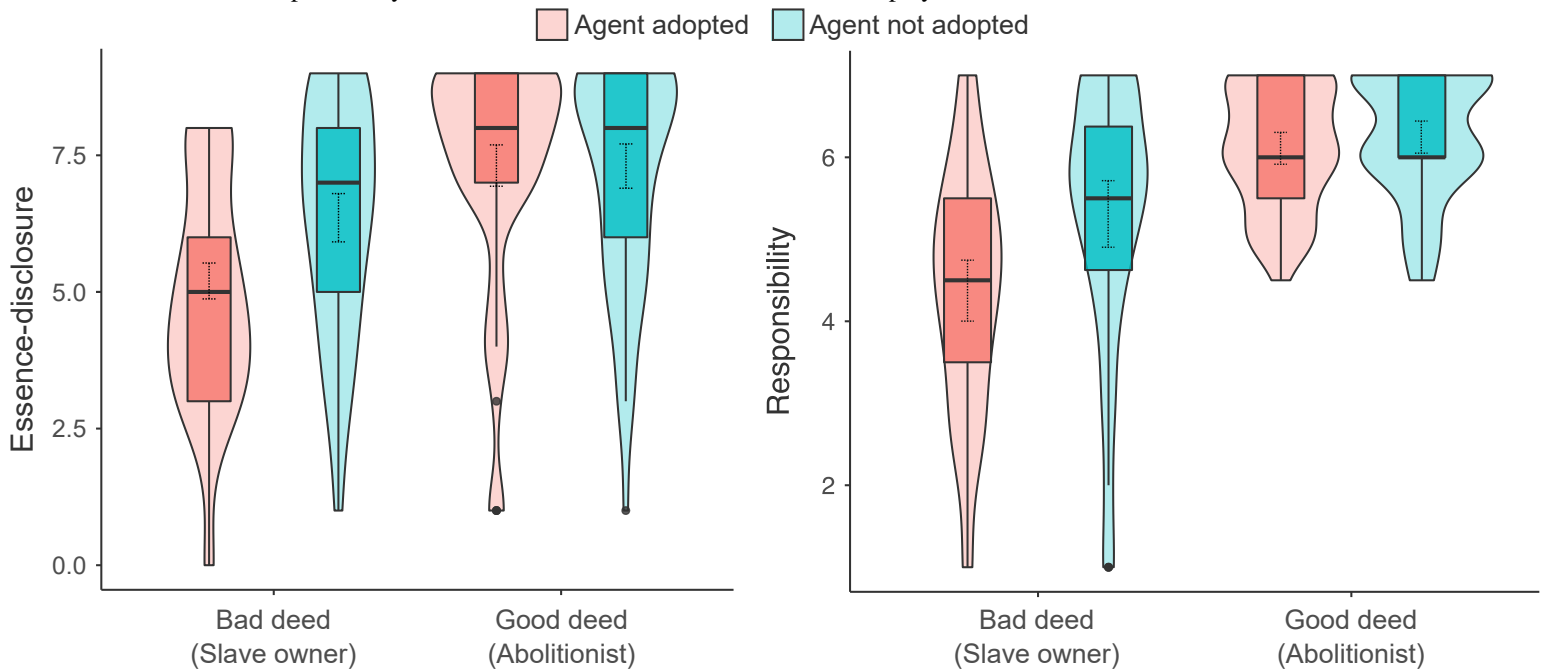 Agent adopted Agent not adopted
Essence-disclosure
7.5
5.0
2.5
0.0
Bad deed
(Slave owner)
Good deed
(Abolitionist)
Responsibility
6
4
2
Bad deed
(Slave owner)
Good deed
(Abolitionist)